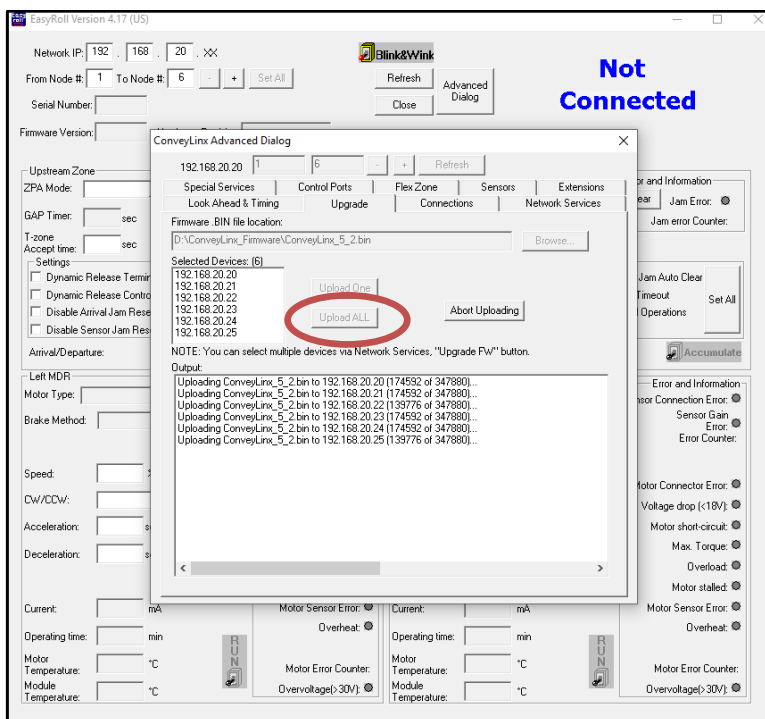 EasyRoll Version 4.17 (US)
Network IP: 192 . 168 . 20 . XX
Blink&Wink
From Node #: 1 To Node #: 6 - + Set All
Refresh
Advanced Dialog
Not Connected
Serial Number:
Close
Firmware Version:
ConveyLinx Advanced Dialog
192.168.20.20 1 6 - + Refresh
Special Services Control Ports Flex Zone Sensors Extensions
Look Ahead & Timing Upgrade Connections Network Services
Firmware .BIN file location:
D:\ConveyLinx_Firmware\ConveyLinx_5_2.bin Browse...
Selected Devices: (6)
192.168.20.20
192.168.20.21
192.168.20.22
192.168.20.23
192.168.20.24
192.168.20.25
Upload One
Upload ALL
Abort Uploading
NOTE: You can select multiple devices via Network Services, "Upgrade FW" button.
Output:
Uploading ConveyLinx_5_2.bin to 192.168.20.20 (174592 of 347880)...
Uploading ConveyLinx_5_2.bin to 192.168.20.21 (174592 of 347880)...
Uploading ConveyLinx_5_2.bin to 192.168.20.22 (139776 of 347880)...
Uploading ConveyLinx_5_2.bin to 192.168.20.23 (174592 of 347880)...
Uploading ConveyLinx_5_2.bin to 192.168.20.24 (174592 of 347880)...
Uploading ConveyLinx_5_2.bin to 192.168.20.25 (139776 of 347880)...
Upstream Zone
ZPA Mode:
GAP Timer: sec
T-zone
Accept time: sec
Settings
Dynamic Release Termin
Dynamic Release Contro
Disable Arrival Jam Rese
Disable Sensor Jam Res
Arrival/Departure:
or and Information
ear Jam Error:
Jam error Counter:
Jam Auto Clear
Timeout
Operations
Set All
Accumulate
Left MDR
Motor Type:
Brake Method:
Speed:
CW/CCW:
Acceleration:
Deceleration:
Current: mA
Operating time: min
Motor
Temperature: °C
Module
Temperature: °C
RUN
Motor Sensor Error:
Overheat:
Motor Error Counter:
Overvoltage(>30V):
Current: mA
Operating time: min
Motor
Temperature: °C
Module
Temperature: °C
RUN
Error and Information
nsor Connection Error:
Sensor Gain
Error:
Error Counter:
Motor Connector Error:
Voltage drop (<18V):
Motor short-circuit:
Max. Torque:
Overload:
Motor stalled:
Motor Sensor Error:
Overheat:
Motor Error Counter:
Overvoltage(>30V):